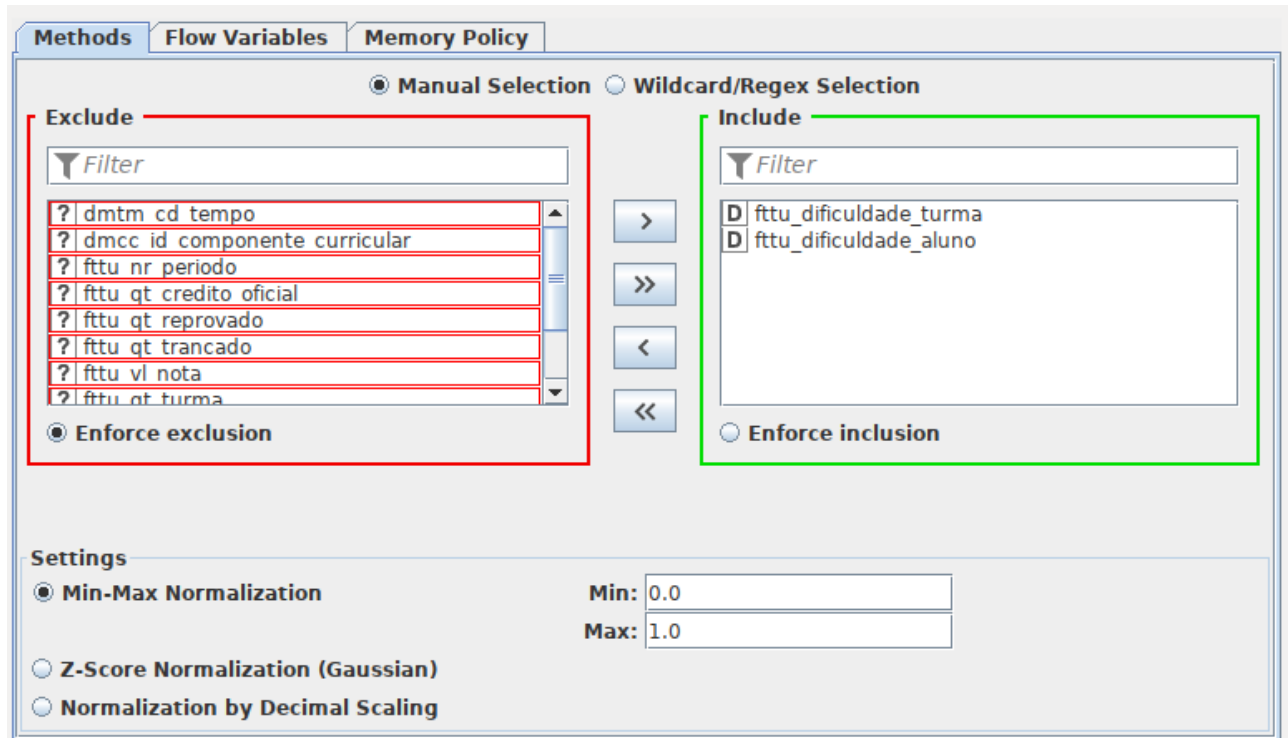 Methods Flow Variables Memory Policy
Manual Selection Wildcard/Regex Selection
Exclude
Filter
? dmtm_cd_tempo
? dmcc_id_componente_curricular
? fttu_nr_periodo
? fttu_qt_credito_oficial
? fttu_qt_reprovado
? fttu_qt_trancado
? fttu_vl_nota
? fttu_qt_turma
Enforce exclusion
>
>>
<
<<
Include
Filter
D fttu_dificuldade_turma
D fttu_dificuldade_aluno
Enforce inclusion
Settings
Min-Max Normalization Min: 0.0
Max: 1.0
Z-Score Normalization (Gaussian)
Normalization by Decimal Scaling